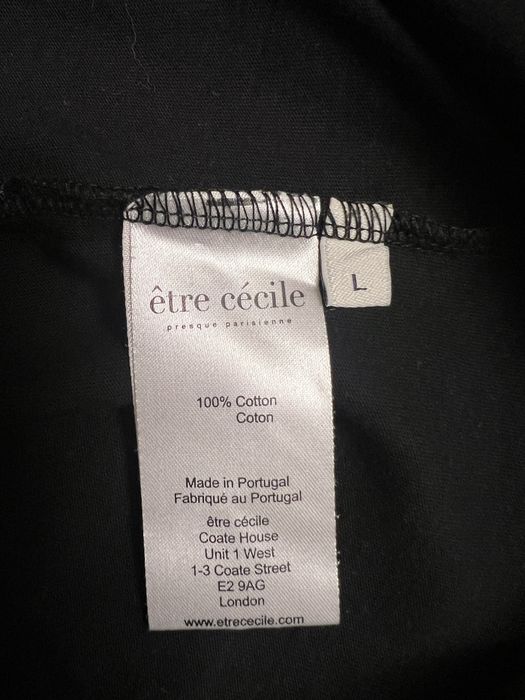 être cécile
presque parisienne
L
100% Cotton
Coton
Made in Portugal
Fabriqué au Portugal
être cécile
Coate House
Unit 1 West
1-3 Coate Street
E2 9AG
London
www.etrececile.com